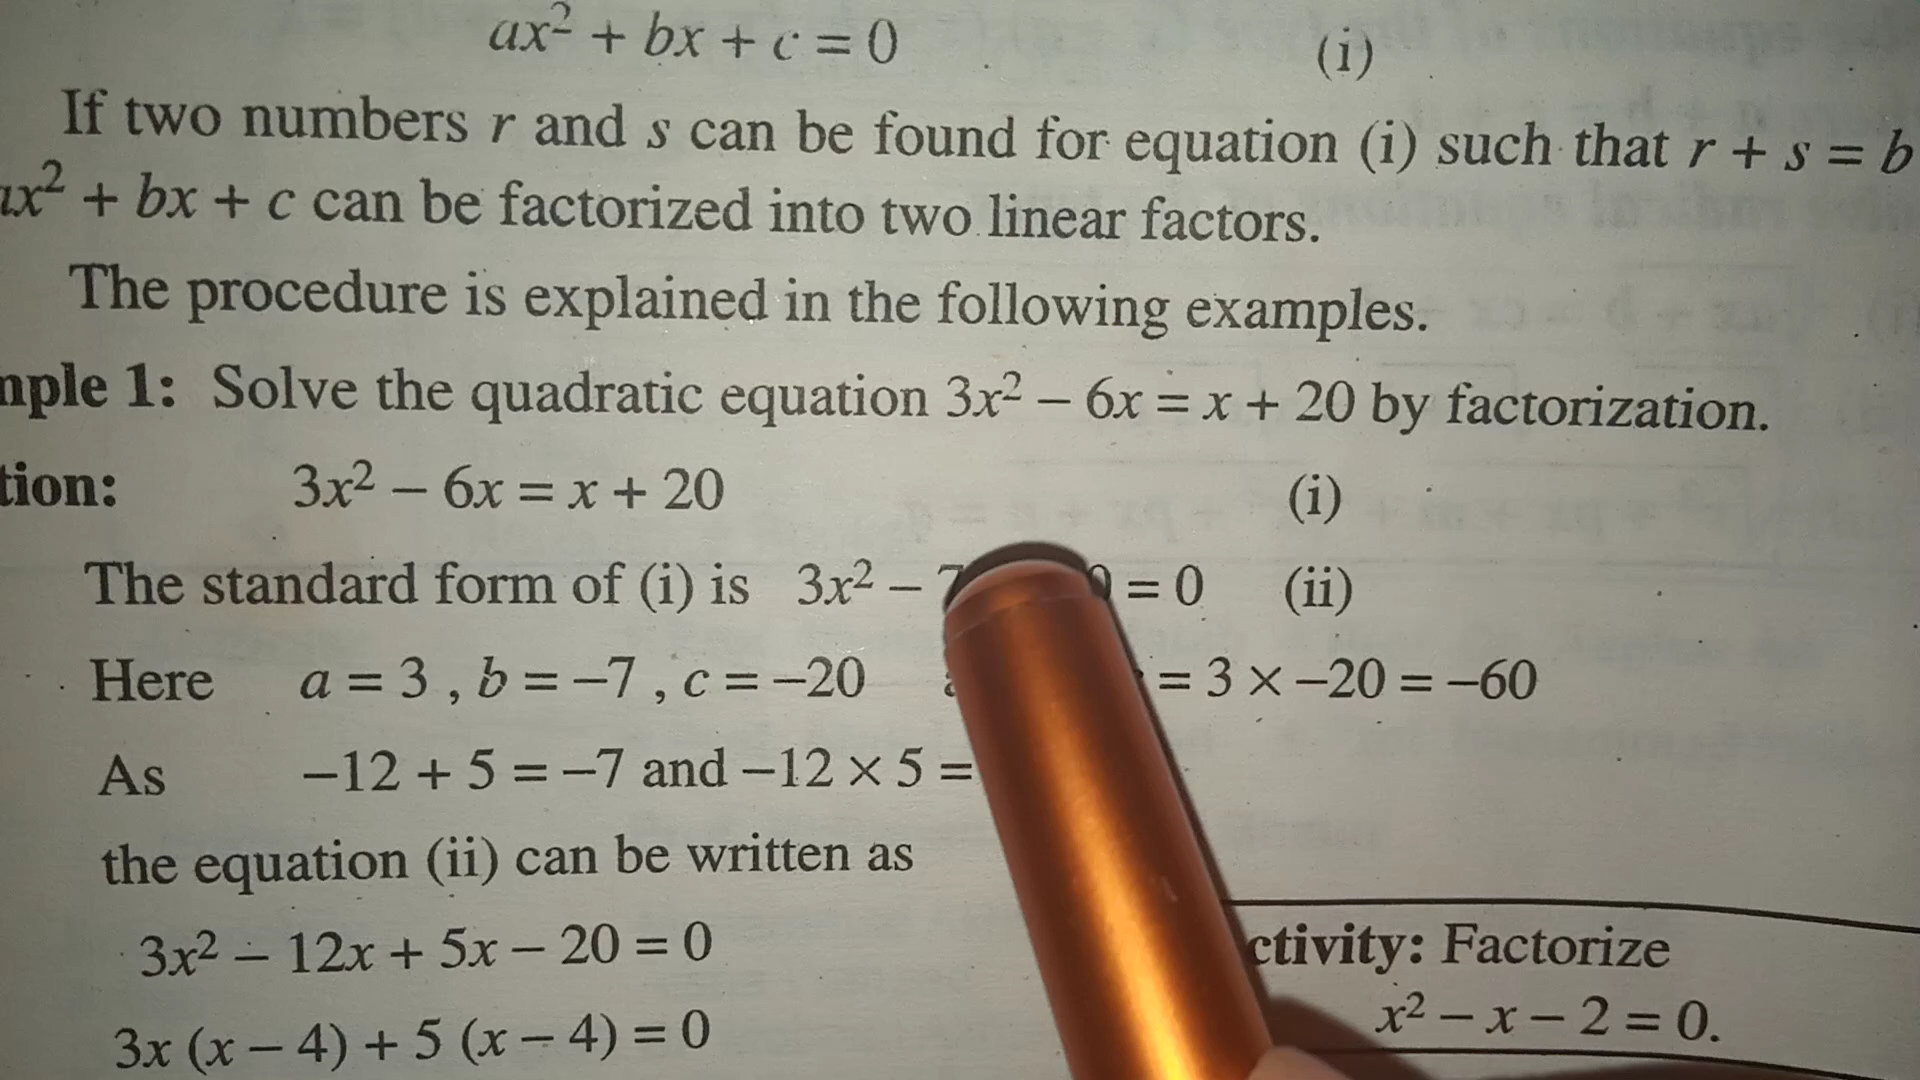 ax² + bx + c = 0 (i)
If two numbers r and s can be found for equation (i) such that r + s = b
x² + bx + c can be factorized into two linear factors.
The procedure is explained in the following examples.
mple 1: Solve the quadratic equation 3x² – 6x = x + 20 by factorization.
tion: 3x² – 6x = x + 20 (i)
The standard form of (i) is 3x² – 7 0 = 0 (ii)
Here a = 3 , b = –7 , c = –20 = 3 × –20 = –60
As –12 + 5 = –7 and –12 × 5 =
the equation (ii) can be written as
3x² – 12x + 5x – 20 = 0
3x (x – 4) + 5 (x – 4) = 0
ctivity: Factorize
x² – x – 2 = 0.